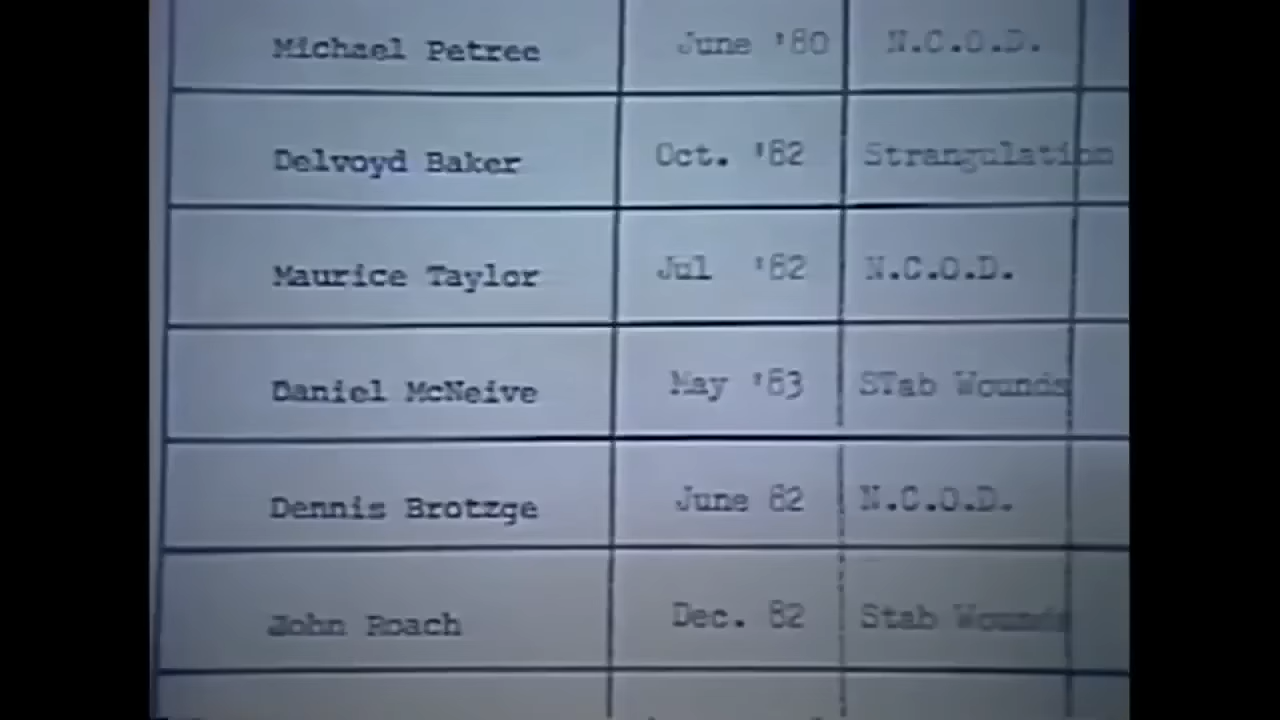 Michael Petree June '80 N.C.O.D.
Delvoyd Baker Oct. '82 Strangulation
Maurice Taylor Jul '82 N.C.O.D.
Daniel McNeive May '83 STab Wounds
Dennis Brotzge June 82 N.C.O.D.
John Roach Dec. 82 Stab Wounds